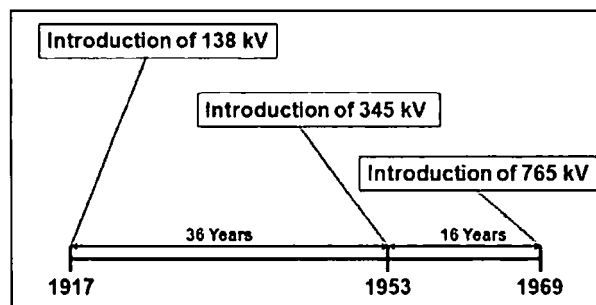 Introduction of 138 kV
Introduction of 345 kV
Introduction of 765 kV
36 Years
16 Years
1917
1953
1969